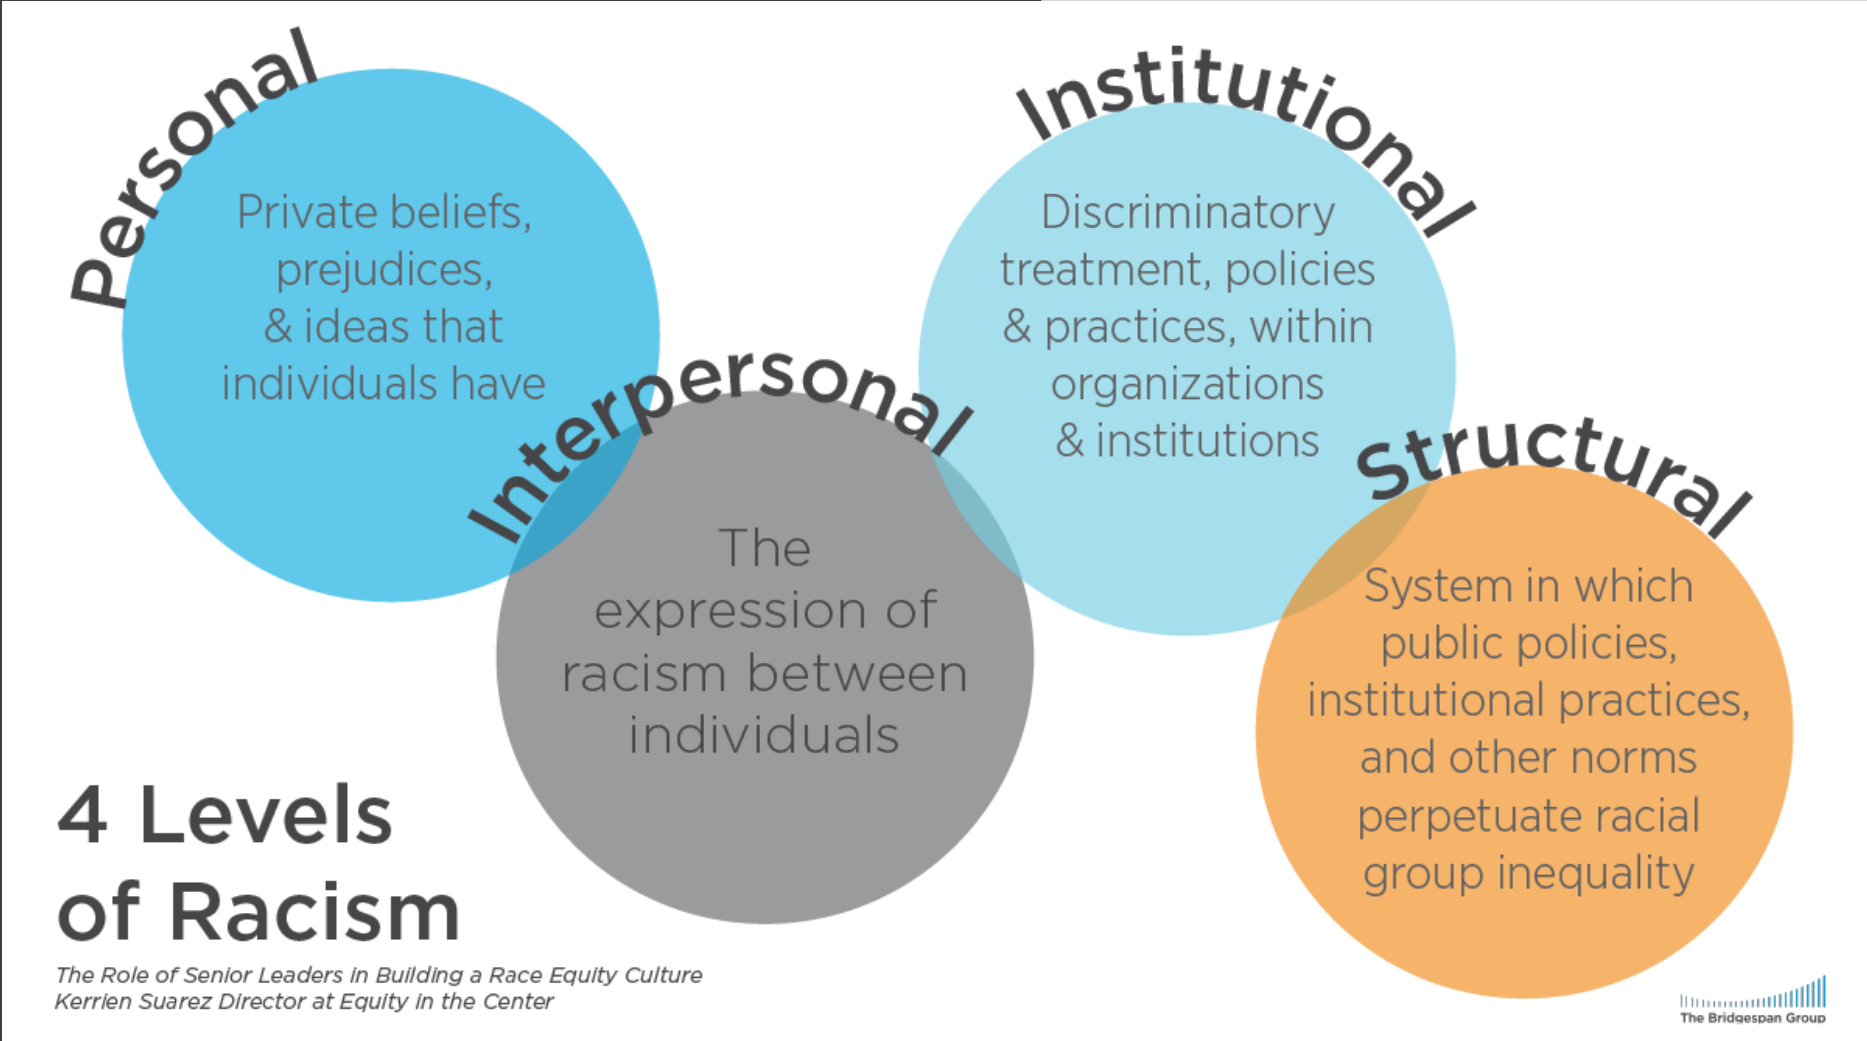 Personal
Private beliefs,
prejudices,
& ideas that
individuals have
Interpersonal
The
expression of
racism between
individuals
Institutional
Discriminatory
treatment, policies
& practices, within
organizations
& institutions
Structural
System in which
public policies,
institutional practices,
and other norms
perpetuate racial
group inequality
4 Levels
of Racism
The Role of Senior Leaders in Building a Race Equity Culture
Kerrien Suarez Director at Equity in the Center
The Bridgespan Group